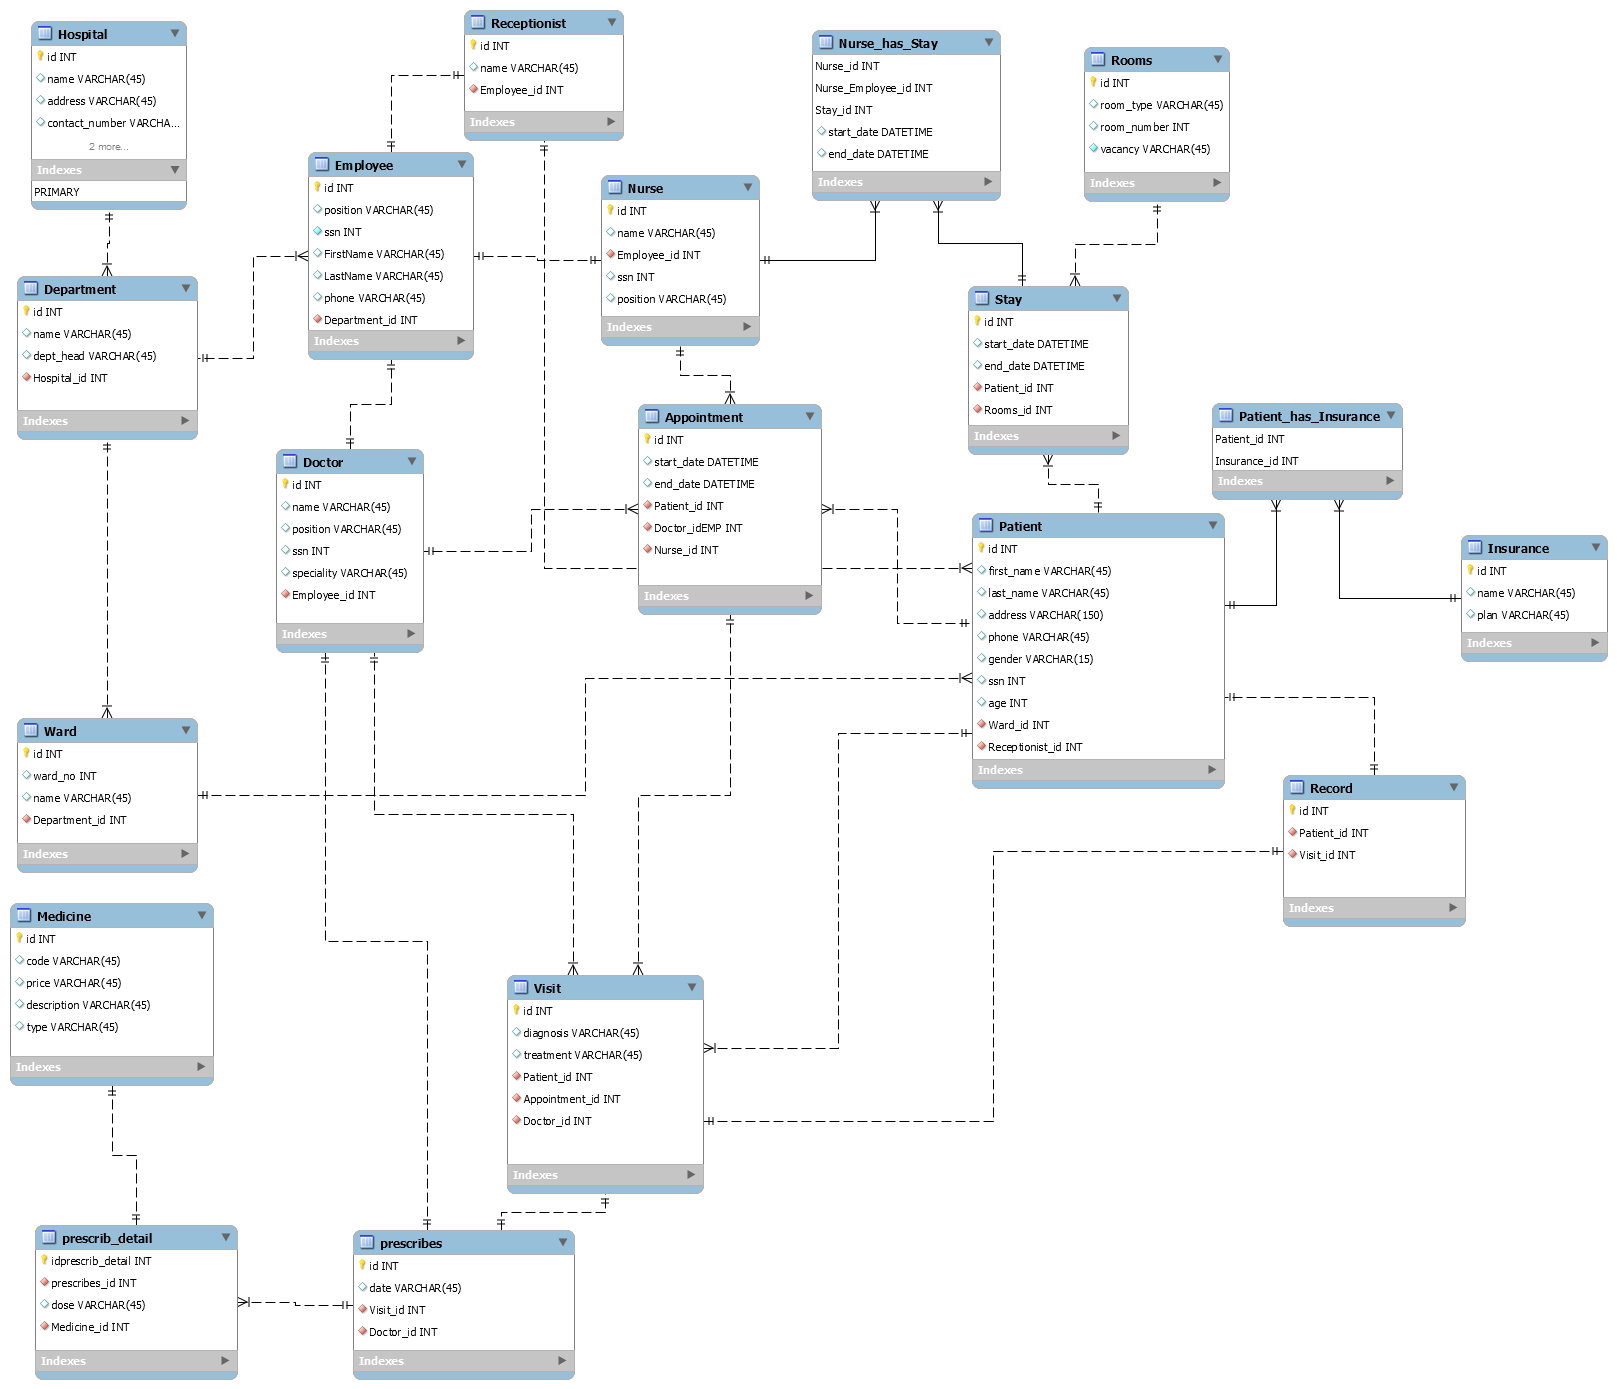 Hospital
id INT
name VARCHAR(45)
address VARCHAR(45)
contact_number VARCHA...
2 more...
Indexes
PRIMARY
Receptionist
id INT
name VARCHAR(45)
Employee_id INT
Indexes
Nurse_has_Stay
Nurse_id INT
Nurse_Employee_id INT
Stay_id INT
start_date DATETIME
end_date DATETIME
Indexes
Rooms
id INT
room_type VARCHAR(45)
room_number INT
vacancy VARCHAR(45)
Indexes
Employee
id INT
position VARCHAR(45)
ssn INT
FirstName VARCHAR(45)
LastName VARCHAR(45)
phone VARCHAR(45)
Department_id INT
Indexes
Nurse
id INT
name VARCHAR(45)
Employee_id INT
ssn INT
position VARCHAR(45)
Indexes
Department
id INT
name VARCHAR(45)
dept_head VARCHAR(45)
Hospital_id INT
Indexes
Stay
id INT
start_date DATETIME
end_date DATETIME
Patient_id INT
Rooms_id INT
Indexes
Appointment
id INT
start_date DATETIME
end_date DATETIME
Patient_id INT
Doctor_idEMP INT
Nurse_id INT
Indexes
Patient_has_Insurance
Patient_id INT
Insurance_id INT
Indexes
Doctor
id INT
name VARCHAR(45)
position VARCHAR(45)
ssn INT
speciality VARCHAR(45)
Employee_id INT
Indexes
Patient
id INT
first_name VARCHAR(45)
last_name VARCHAR(45)
address VARCHAR(150)
phone VARCHAR(45)
gender VARCHAR(15)
ssn INT
age INT
Ward_id INT
Receptionist_id INT
Indexes
Insurance
id INT
name VARCHAR(45)
plan VARCHAR(45)
Indexes
Ward
id INT
ward_no INT
name VARCHAR(45)
Department_id INT
Indexes
Record
id INT
Patient_id INT
Visit_id INT
Indexes
Medicine
id INT
code VARCHAR(45)
price VARCHAR(45)
description VARCHAR(45)
type VARCHAR(45)
Indexes
Visit
id INT
diagnosis VARCHAR(45)
treatment VARCHAR(45)
Patient_id INT
Appointment_id INT
Doctor_id INT
Indexes
prescrib_detail
idprescrib_detail INT
prescribes_id INT
dose VARCHAR(45)
Medicine_id INT
Indexes
prescribes
id INT
date VARCHAR(45)
Visit_id INT
Doctor_id INT
Indexes